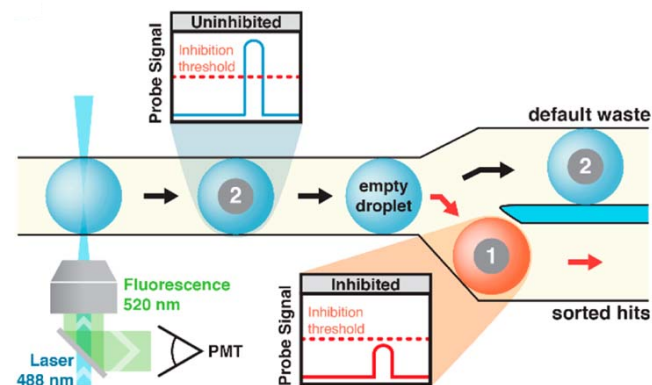 Uninhibited
Probe Signal
Inhibition
threshold
default waste
2
2
empty
droplet
1
Fluorescence
520 nm
Inhibited
Probe Signal
Inhibition
threshold
sorted hits
PMT
Laser
488 nm